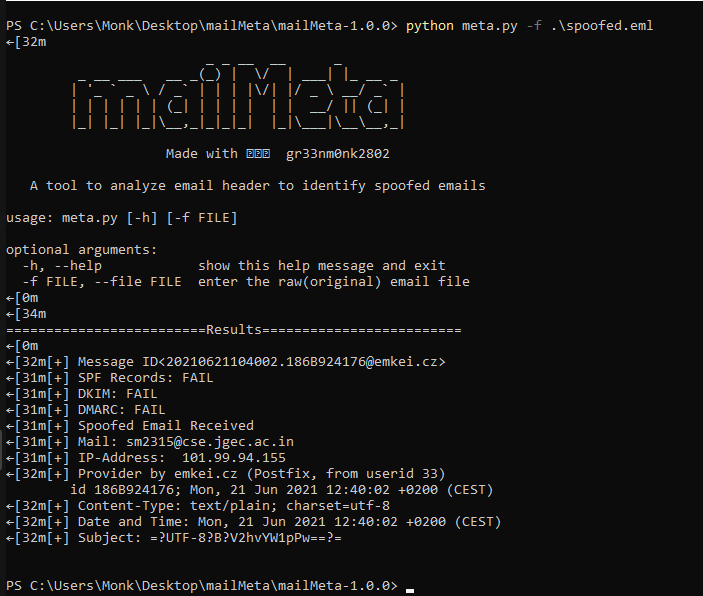 PS C:\Users\Monk\Desktop\mailMeta\mailMeta-1.0.0> python meta.py -f .\spoofed.eml
←[32m
mailMeta
Made with gr33nm0nk2802
A tool to analyze email header to identify spoofed emails
usage: meta.py [-h] [-f FILE]
optional arguments:
-h, --help show this help message and exit
-f FILE, --file FILE enter the raw(original) email file
←[0m
←[34m
=========================Results=========================
←[0m
←[32m[+] Message ID<20210621104002.186B924176@emkei.cz>
←[31m[+] SPF Records: FAIL
←[31m[+] DKIM: FAIL
←[31m[+] DMARC: FAIL
←[31m[+] Spoofed Email Received
←[31m[+] Mail: sm2315@cse.jgec.ac.in
←[31m[+] IP-Address: 101.99.94.155
←[32m[+] Provider by emkei.cz (Postfix, from userid 33)
id 186B924176; Mon, 21 Jun 2021 12:40:02 +0200 (CEST)
←[32m[+] Content-Type: text/plain; charset=utf-8
←[32m[+] Date and Time: Mon, 21 Jun 2021 12:40:02 +0200 (CEST)
←[32m[+] Subject: =?UTF-8?B?V2hvYW1pPw==?=
PS C:\Users\Monk\Desktop\mailMeta\mailMeta-1.0.0>